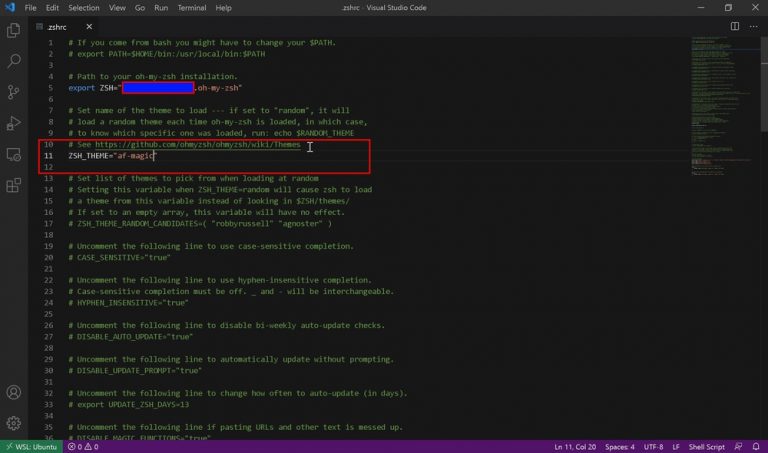 File Edit Selection View Go Run Terminal Help
.zshrc - Visual Studio Code
.zshrc
1 # If you come from bash you might have to change your $PATH.
2 # export PATH=$HOME/bin:/usr/local/bin:$PATH
3
4 # Path to your oh-my-zsh installation.
5 export ZSH=" .oh-my-zsh"
6
7 # Set name of the theme to load --- if set to "random", it will
8 # load a random theme each time oh-my-zsh is loaded, in which case,
9 # to know which specific one was loaded, run: echo $RANDOM_THEME
10 # See https://github.com/ohmyzsh/ohmyzsh/wiki/Themes
11 ZSH_THEME="af-magic"
12
13 # Set list of themes to pick from when loading at random
14 # Setting this variable when ZSH_THEME=random will cause zsh to load
15 # a theme from this variable instead of looking in $ZSH/themes/
16 # If set to an empty array, this variable will have no effect.
17 # ZSH_THEME_RANDOM_CANDIDATES=( "robbyrussell" "agnoster" )
18
19 # Uncomment the following line to use case-sensitive completion.
20 # CASE_SENSITIVE="true"
21
22 # Uncomment the following line to use hyphen-insensitive completion.
23 # Case-sensitive completion must be off. _ and - will be interchangeable.
24 # HYPHEN_INSENSITIVE="true"
25
26 # Uncomment the following line to disable bi-weekly auto-update checks.
27 # DISABLE_AUTO_UPDATE="true"
28
29 # Uncomment the following line to automatically update without prompting.
30 # DISABLE_UPDATE_PROMPT="true"
31
32 # Uncomment the following line to change how often to auto-update (in days).
33 # export UPDATE_ZSH_DAYS=13
34
35 # Uncomment the following line if pasting URLs and other text is messed up.
36 # DISABLE_MAGIC_FUNCTIONS="true"
WSL: Ubuntu 0 0 Ln 11, Col 20 Spaces: 4 UTF-8 LF Shell Script